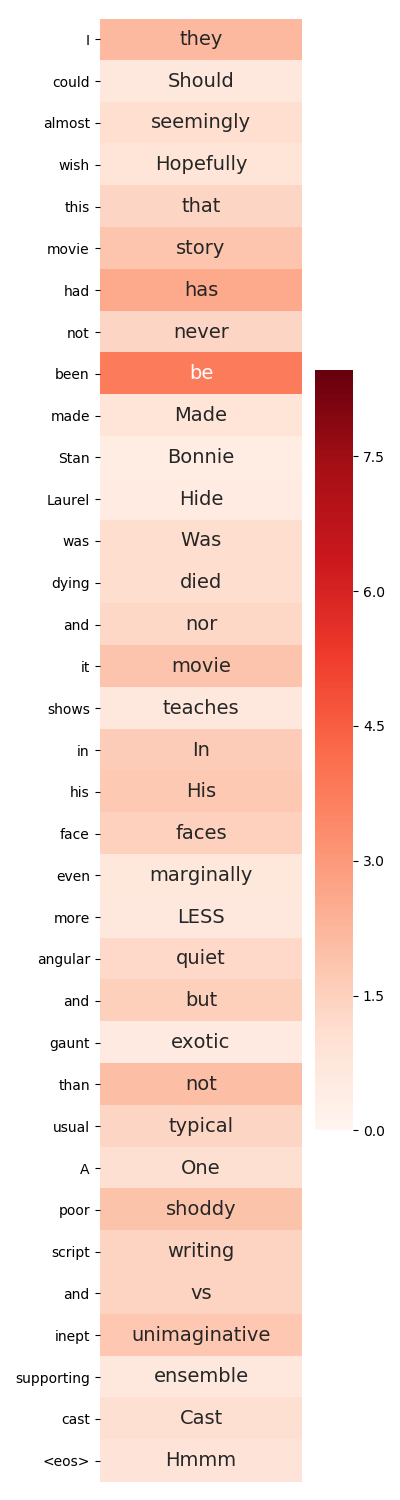 I they
could Should
almost seemingly
wish Hopefully
this that
movie story
had has
not never
been be
made Made
Stan Bonnie
Laurel Hide
was Was
dying died
and nor
it movie
shows teaches
in In
his His
face faces
even marginally
more LESS
angular quiet
and but
gaunt exotic
than not
usual typical
A One
poor shoddy
script writing
and vs
inept unimaginative
supporting ensemble
cast Cast
<eos> Hmmm
7.5
6.0
4.5
3.0
1.5
0.0